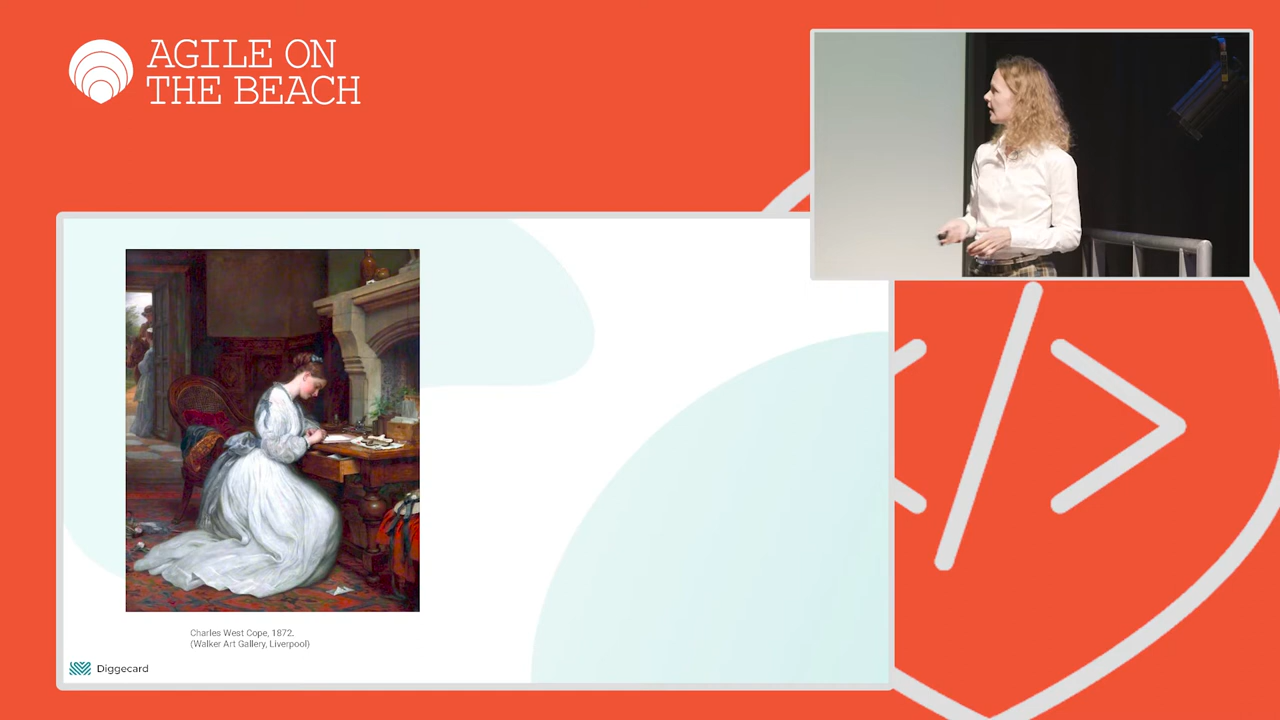 AGILE ON
THE BEACH
Charles West Cope, 1872.
(Walker Art Gallery, Liverpool)
Diggecard